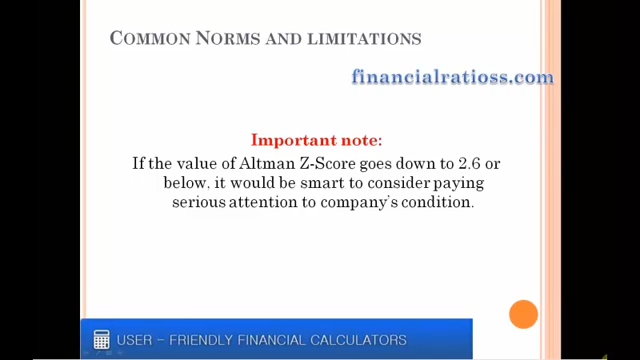 COMMON NORMS AND LIMITATIONS
financialratioss.com
Important note:
If the value of Altman Z-Score goes down to 2.6 or
below, it would be smart to consider paying
serious attention to company's condition.
USER – FRIENDLY FINANCIAL CALCULATORS